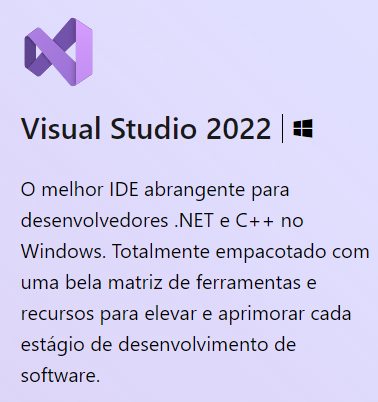 Visual Studio 2022 |
O melhor IDE abrangente para
desenvolvedores .NET e C++ no
Windows. Totalmente empacotado com
uma bela matriz de ferramentas e
recursos para elevar e aprimorar cada
estágio de desenvolvimento de
software.